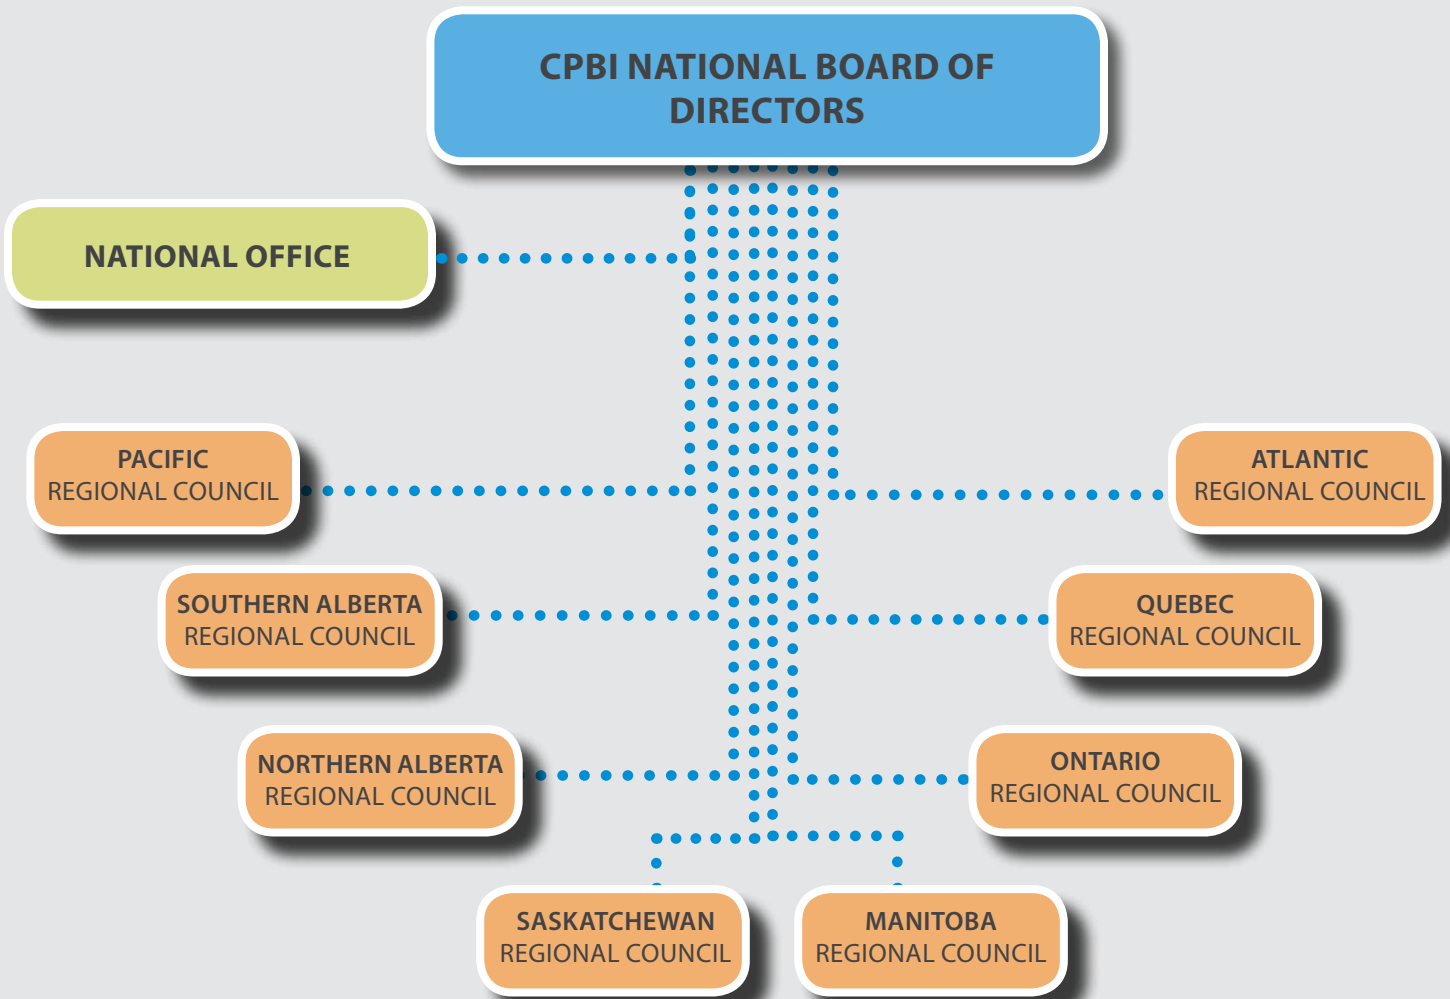 CPBI NATIONAL BOARD OF
DIRECTORS
NATIONAL OFFICE
PACIFIC
REGIONAL COUNCIL
ATLANTIC
REGIONAL COUNCIL
SOUTHERN ALBERTA
REGIONAL COUNCIL
QUEBEC
REGIONAL COUNCIL
NORTHERN ALBERTA
REGIONAL COUNCIL
ONTARIO
REGIONAL COUNCIL
SASKATCHEWAN
REGIONAL COUNCIL
MANITOBA
REGIONAL COUNCIL